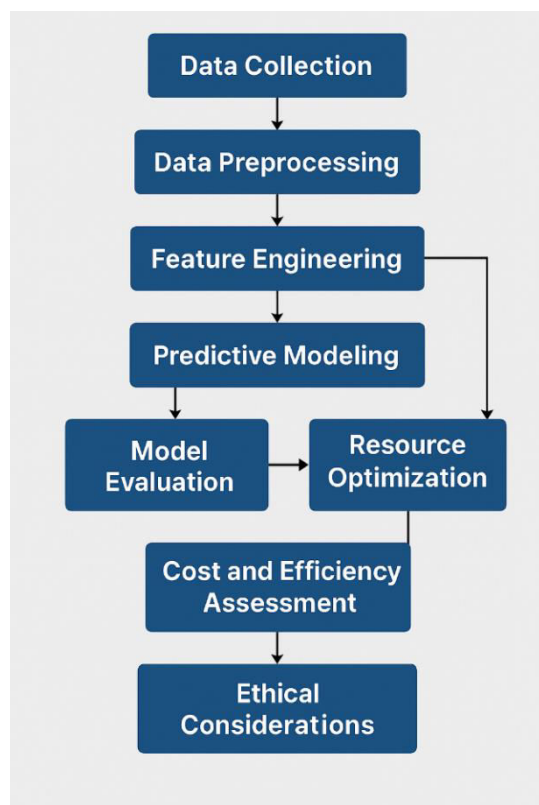 Data Collection
Data Preprocessing
Feature Engineering
Predictive Modeling
Model
Evaluation
Resource
Optimization
Cost and Efficiency
Assessment
Ethical
Considerations